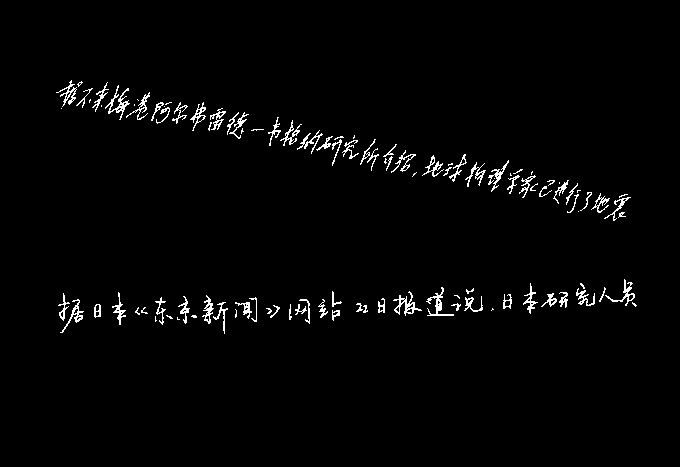 据不来梅港阿尔弗雷德一韦格纳研究所介绍，地球物理学家已进行了地震
据日本《东京新闻》网站22日报道说，日本研究人员